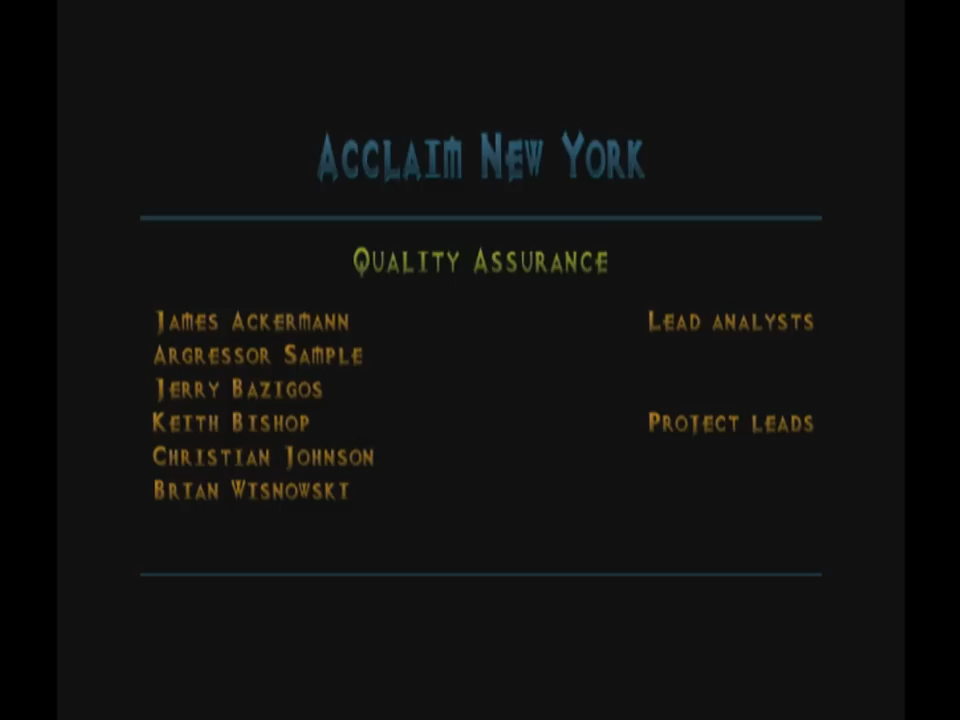 Acclaim New York
Quality Assurance
James Ackermann Lead analysts
Argressor Sample
Jerry Bazigos
Keith Bishop Project leads
Christian Johnson
Brian Wisnowski